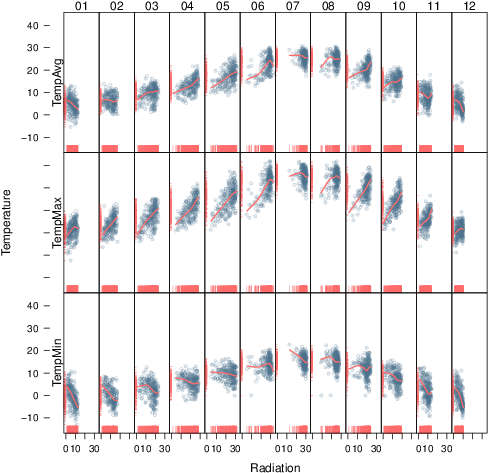 01 02 03 04 05 06 07 08 09 10 11 12
TempAvg
40
30
20
10
0
−10
TempMax
Temperature
TempMin
40
30
20
10
0
−10
0 10 30 0 10 30 0 10 30 0 10 30 0 10 30 0 10 30
Radiation